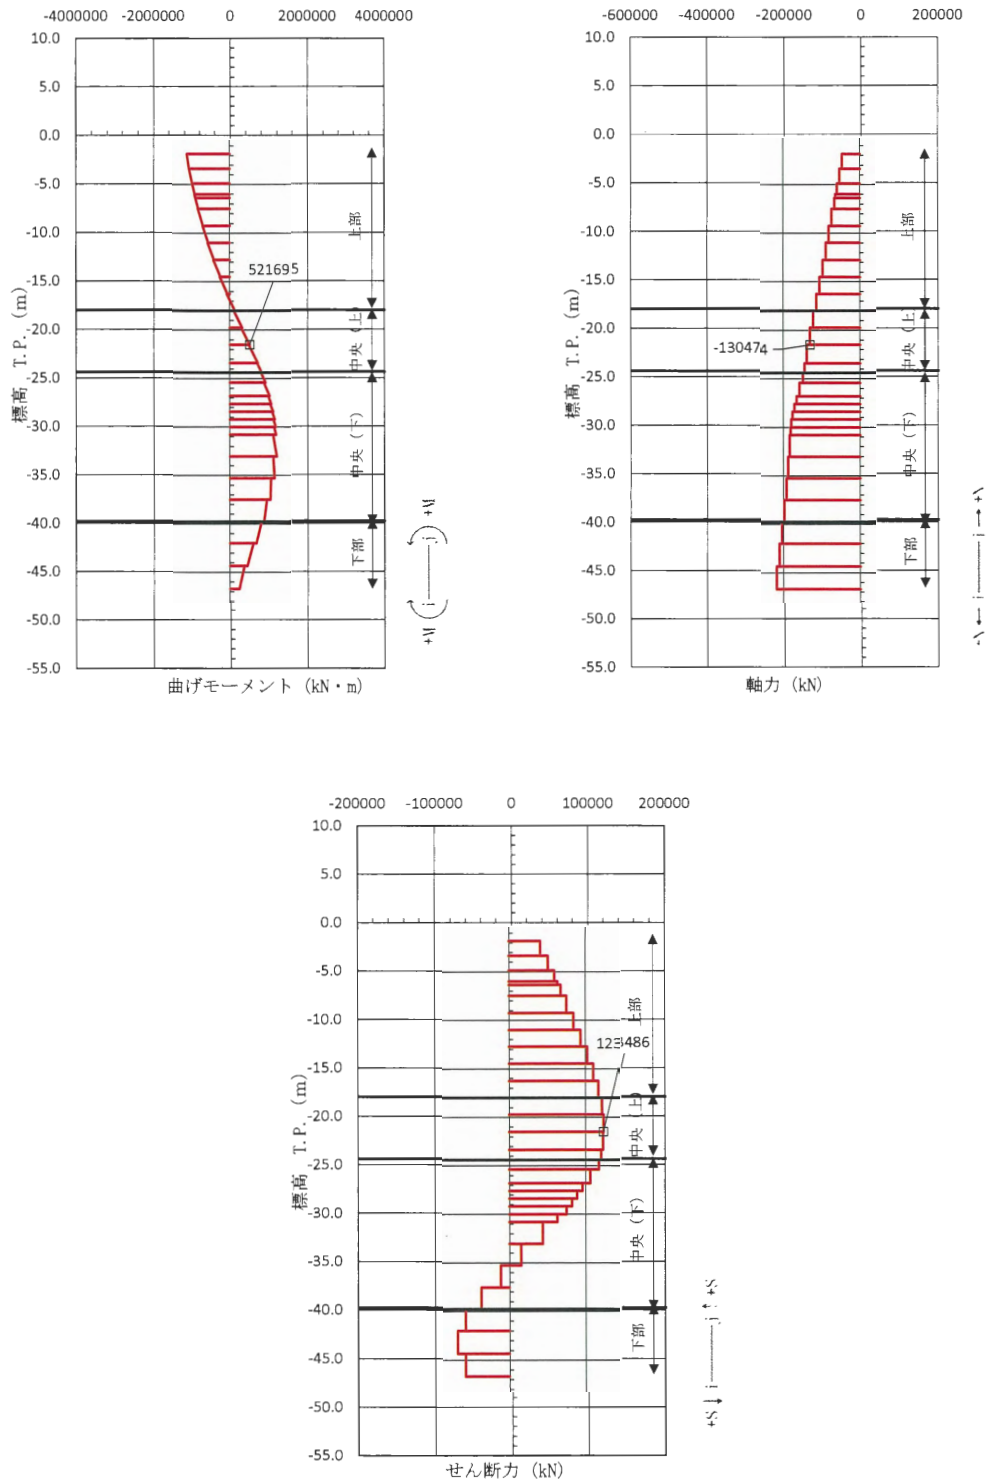 -4000000 -2000000 0 2000000 4000000
10.0
5.0
0.0
-5.0
-10.0
-15.0
-20.0
-25.0
-30.0
-35.0
-40.0
-45.0
-50.0
-55.0
標高 T.P. (m)
521695
上部
中央(上)
中央(下)
下部
曲げモーメント (kN・m)
+M i j +M
-600000 -400000 -200000 0 200000
10.0
5.0
0.0
-5.0
-10.0
-15.0
-20.0
-25.0
-30.0
-35.0
-40.0
-45.0
-50.0
-55.0
標高 T.P. (m)
-130474
上部
中央(上)
中央(下)
下部
軸力 (kN)
+N i j +N
-200000 -100000 0 100000 200000
10.0
5.0
0.0
-5.0
-10.0
-15.0
-20.0
-25.0
-30.0
-35.0
-40.0
-45.0
-50.0
-55.0
標高 T.P. (m)
123486
上部
中央(上)
中央(下)
下部
せん断力 (kN)
+S i j +S